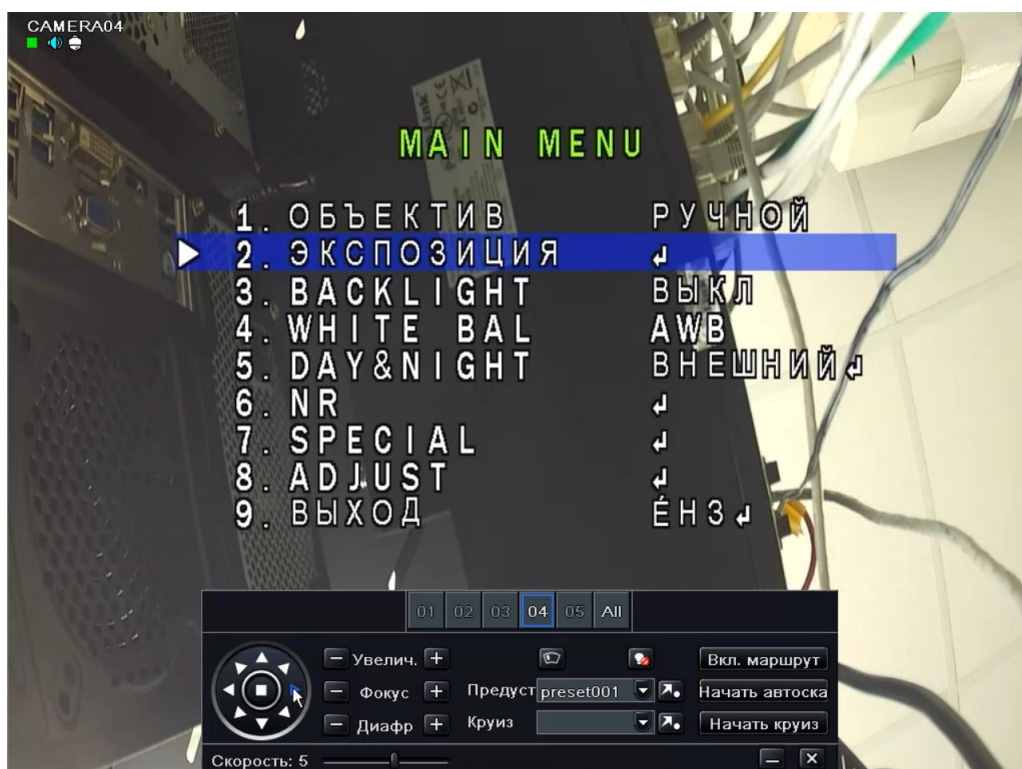 CAMERA04
MAIN MENU
1. ОБЪЕКТИВ РУЧНОЙ
2. ЭКСПОЗИЦИЯ ↲
3. BACKLIGHT ВЫКЛ
4. WHITE BAL AWB
5. DAY&NIGHT ВНЕШНИЙ↲
6. NR ↲
7. SPECIAL ↲
8. ADJUST ↲
9. ВЫХОД ÉНЗ↲
01 02 03 04 05 All
Увелич. Вкл. маршрут
Фокус Предуст preset001 Начать автоска
Диафр Круиз Начать круиз
Скорость: 5